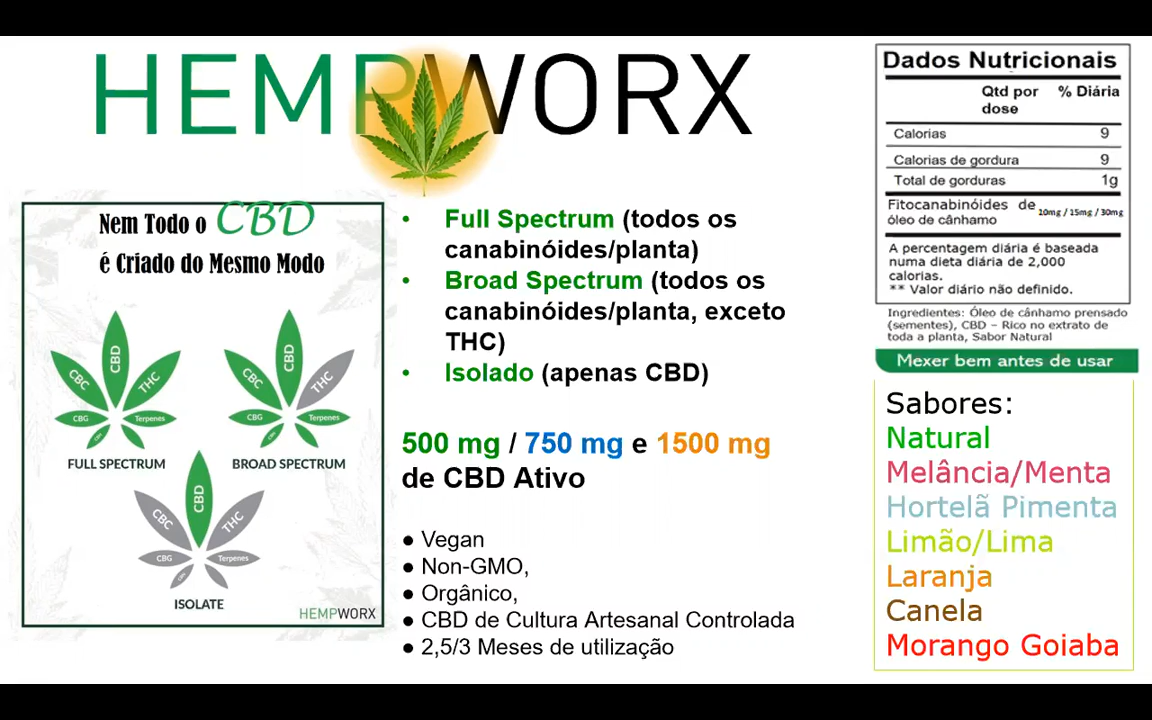 HEMPWORX
Nem Todo o CBD
é Criado do Mesmo Modo
CBD
CBC
THC
CBG
Terpenes
FULL SPECTRUM
CBD
CBC
THC
CBG
Terpenes
BROAD SPECTRUM
CBD
CBC
THC
CBG
Terpenes
ISOLATE
HEMPWORX
• Full Spectrum (todos os
canabinóides/planta)
• Broad Spectrum (todos os
canabinóides/planta, exceto
THC)
• Isolado (apenas CBD)
500 mg / 750 mg e 1500 mg
de CBD Ativo
● Vegan
● Non-GMO,
● Orgânico,
● CBD de Cultura Artesanal Controlada
● 2,5/3 Meses de utilização
Dados Nutricionais
Qtd por % Diária
dose
Calorias 9
Calorias de gordura 9
Total de gorduras 1g
Fitocanabinóides de 10mg / 15mg / 30mg
óleo de cânhamo
A percentagem diária é baseada
numa dieta diária de 2,000
calorias.
** Valor diário não definido.
Ingredientes: Óleo de cânhamo prensado
(sementes), CBD – Rico no extrato de
toda a planta, Sabor Natural
Mexer bem antes de usar
Sabores:
Natural
Melância/Menta
Hortelã Pimenta
Limão/Lima
Laranja
Canela
Morango Goiaba